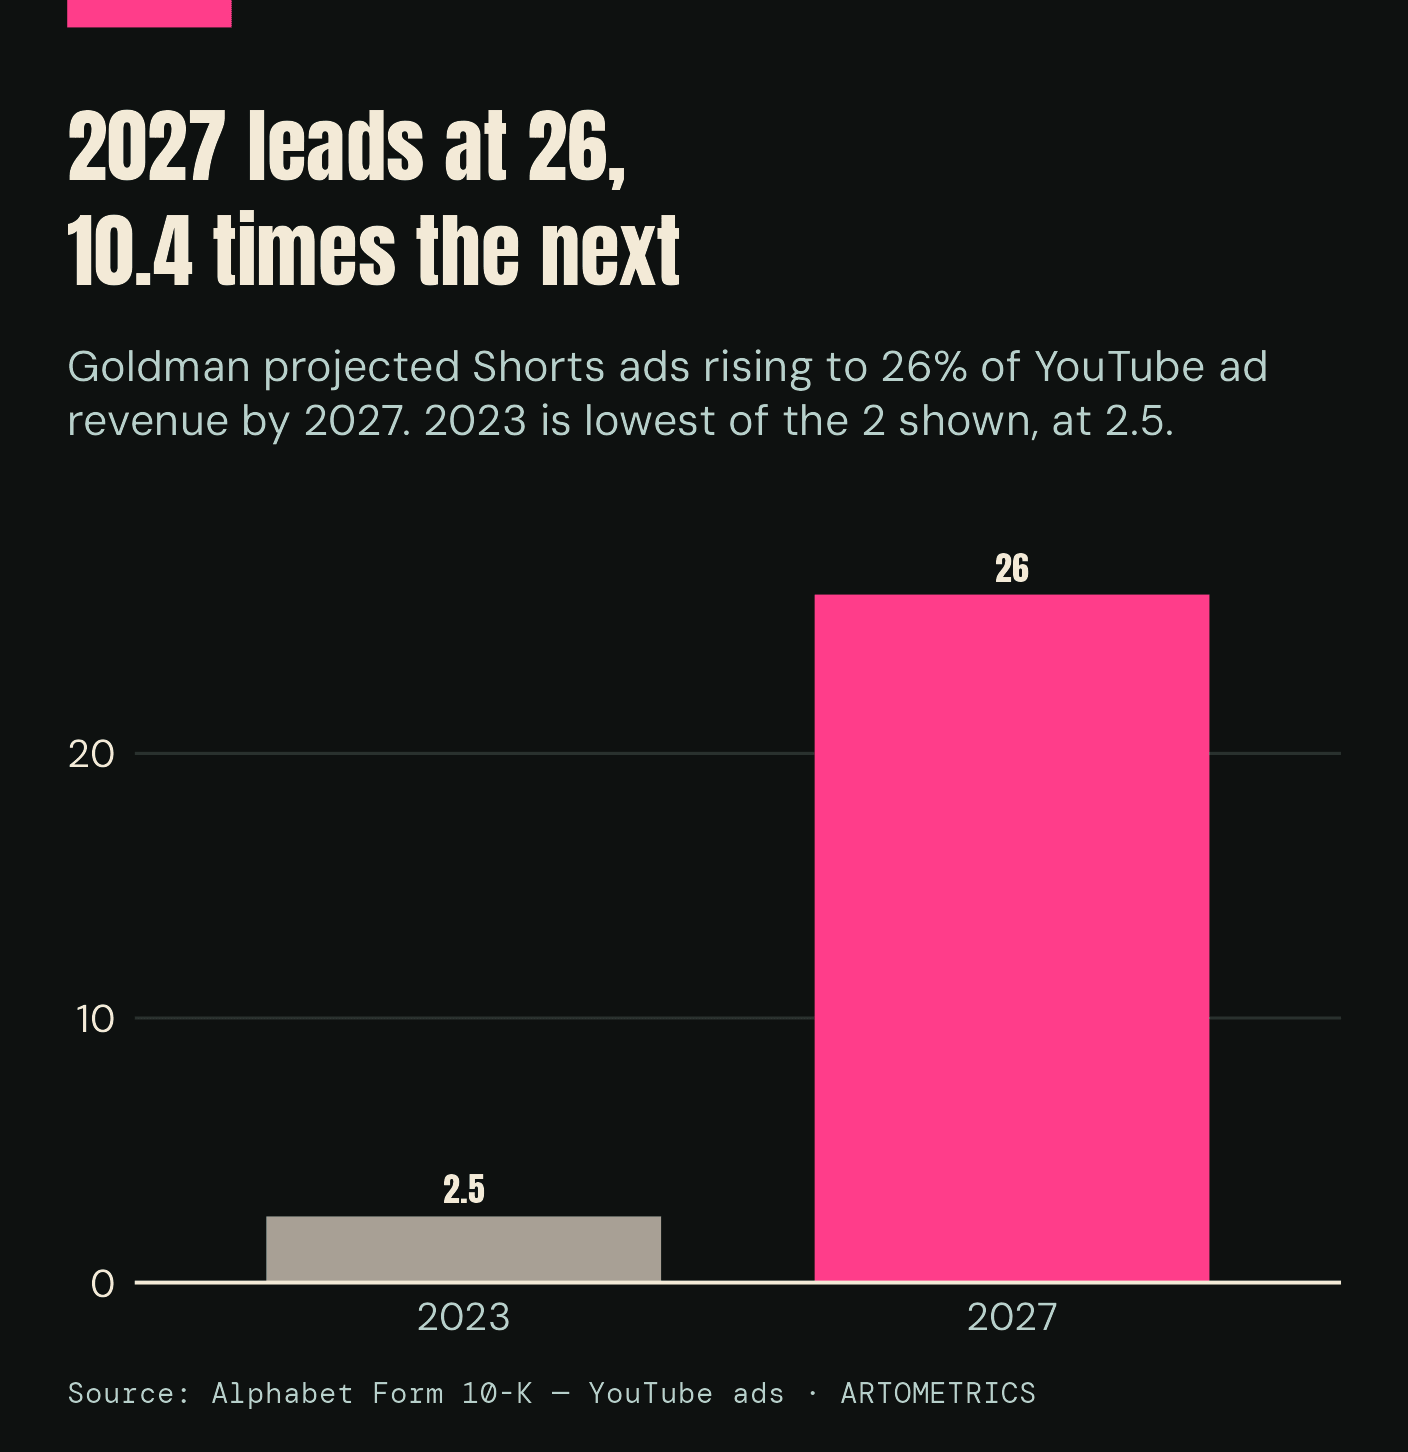 2027 leads at 26,
10.4 times the next
Goldman projected Shorts ads rising to 26% of YouTube ad
revenue by 2027. 2023 is lowest of the 2 shown, at 2.5.
26
20
10
2.5
0
2023 2027
Source: Alphabet Form 10-K — YouTube ads · ARTOMETRICS